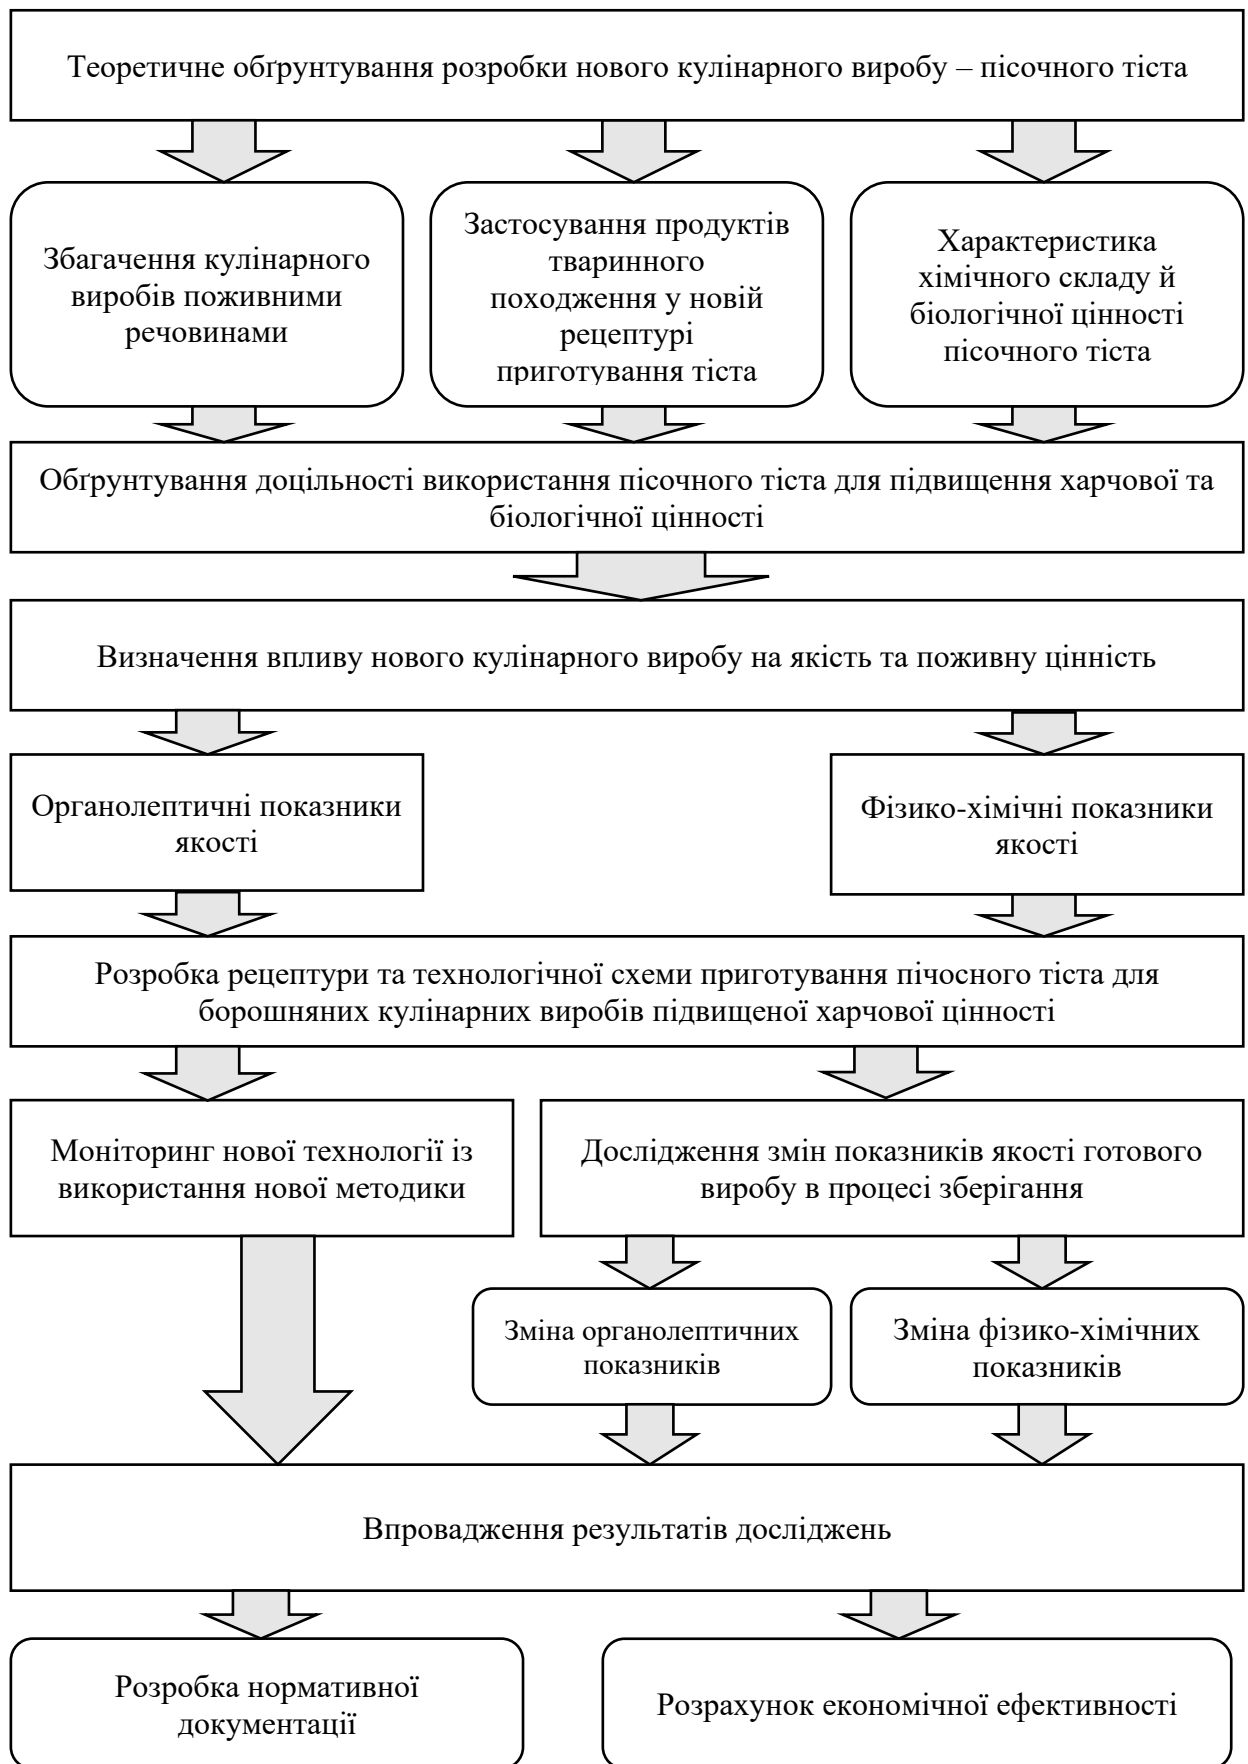 Теоретичне обґрунтування розробки нового кулінарного виробу – пісочного тіста
Збагачення кулінарного
виробів поживними
речовинами
Застосування продуктів
тваринного
походження у новій
рецептурі
приготування тіста
Характеристика
хімічного складу й
біологічної цінності
пісочного тіста
Обґрунтування доцільності використання пісочного тіста для підвищення харчової та
біологічної цінності
Визначення впливу нового кулінарного виробу на якість та поживну цінність
Органолептичні показники
якості
Фізико-хімічні показники
якості
Розробка рецептури та технологічної схеми приготування пічосного тіста для
борошняних кулінарних виробів підвищеної харчової цінності
Моніторинг нової технології із
використання нової методики
Дослідження змін показників якості готового
виробу в процесі зберігання
Зміна органолептичних
показників
Зміна фізико-хімічних
показників
Впровадження результатів досліджень
Розробка нормативної
документації
Розрахунок економічної ефективності